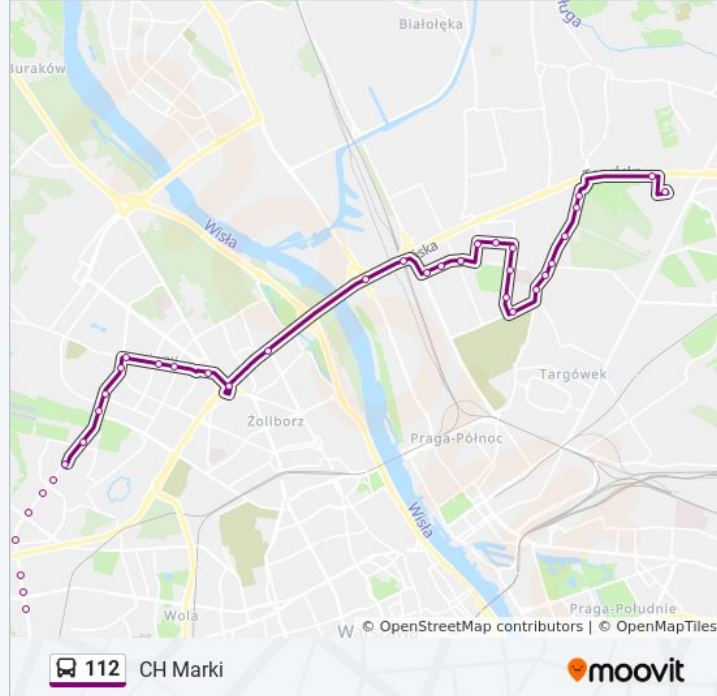 Białołęka
Buraków
Wisła
Żoliborz
Targówek
Praga-Północ
Wisła
Wola
Praga-Południe
© OpenStreetMap contributors | © OpenMapTiles
112 CH Marki
moovit